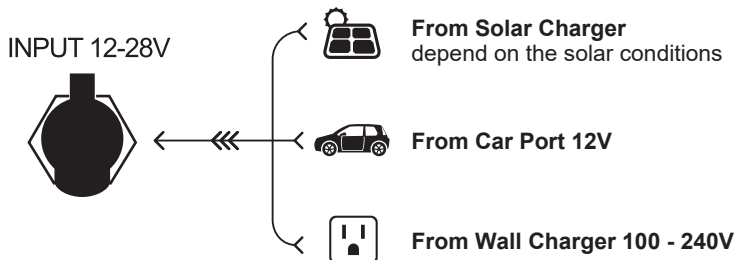 INPUT 12-28V
From Solar Charger
depend on the solar conditions
From Car Port 12V
From Wall Charger 100 - 240V